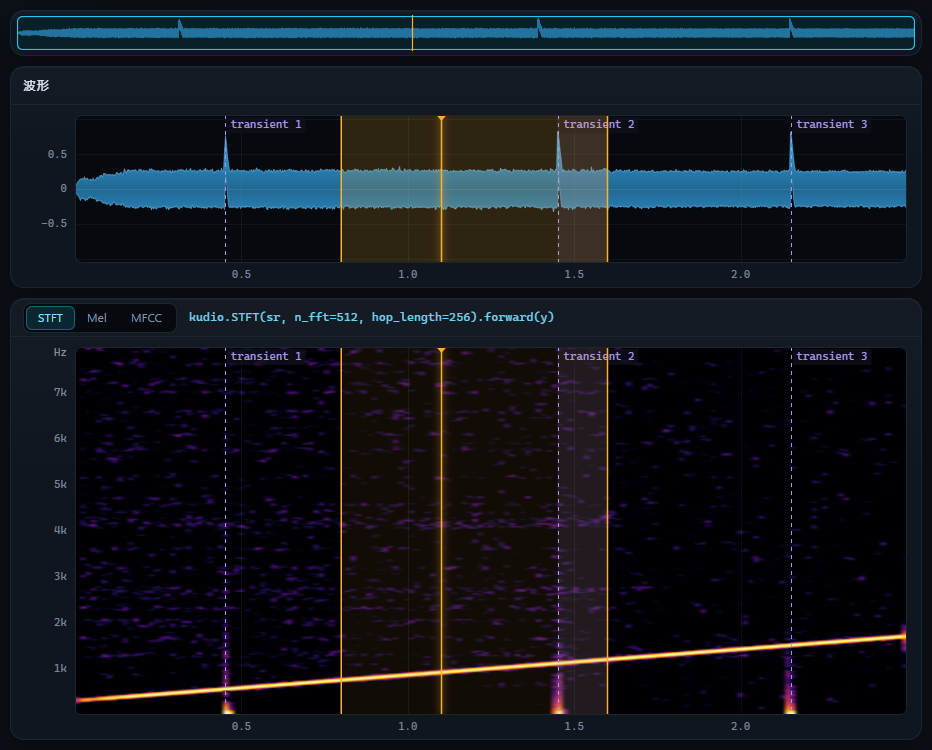 波形
transient 1
transient 2
transient 3
0.5
0
−0.5
0.5
1.0
1.5
2.0
STFT
Mel
MFCC
kudio.STFT(sr, n_fft=512, hop_length=256).forward(y)
Hz
transient 1
transient 2
transient 3
7k
6k
5k
4k
3k
2k
1k
0.5
1.0
1.5
2.0